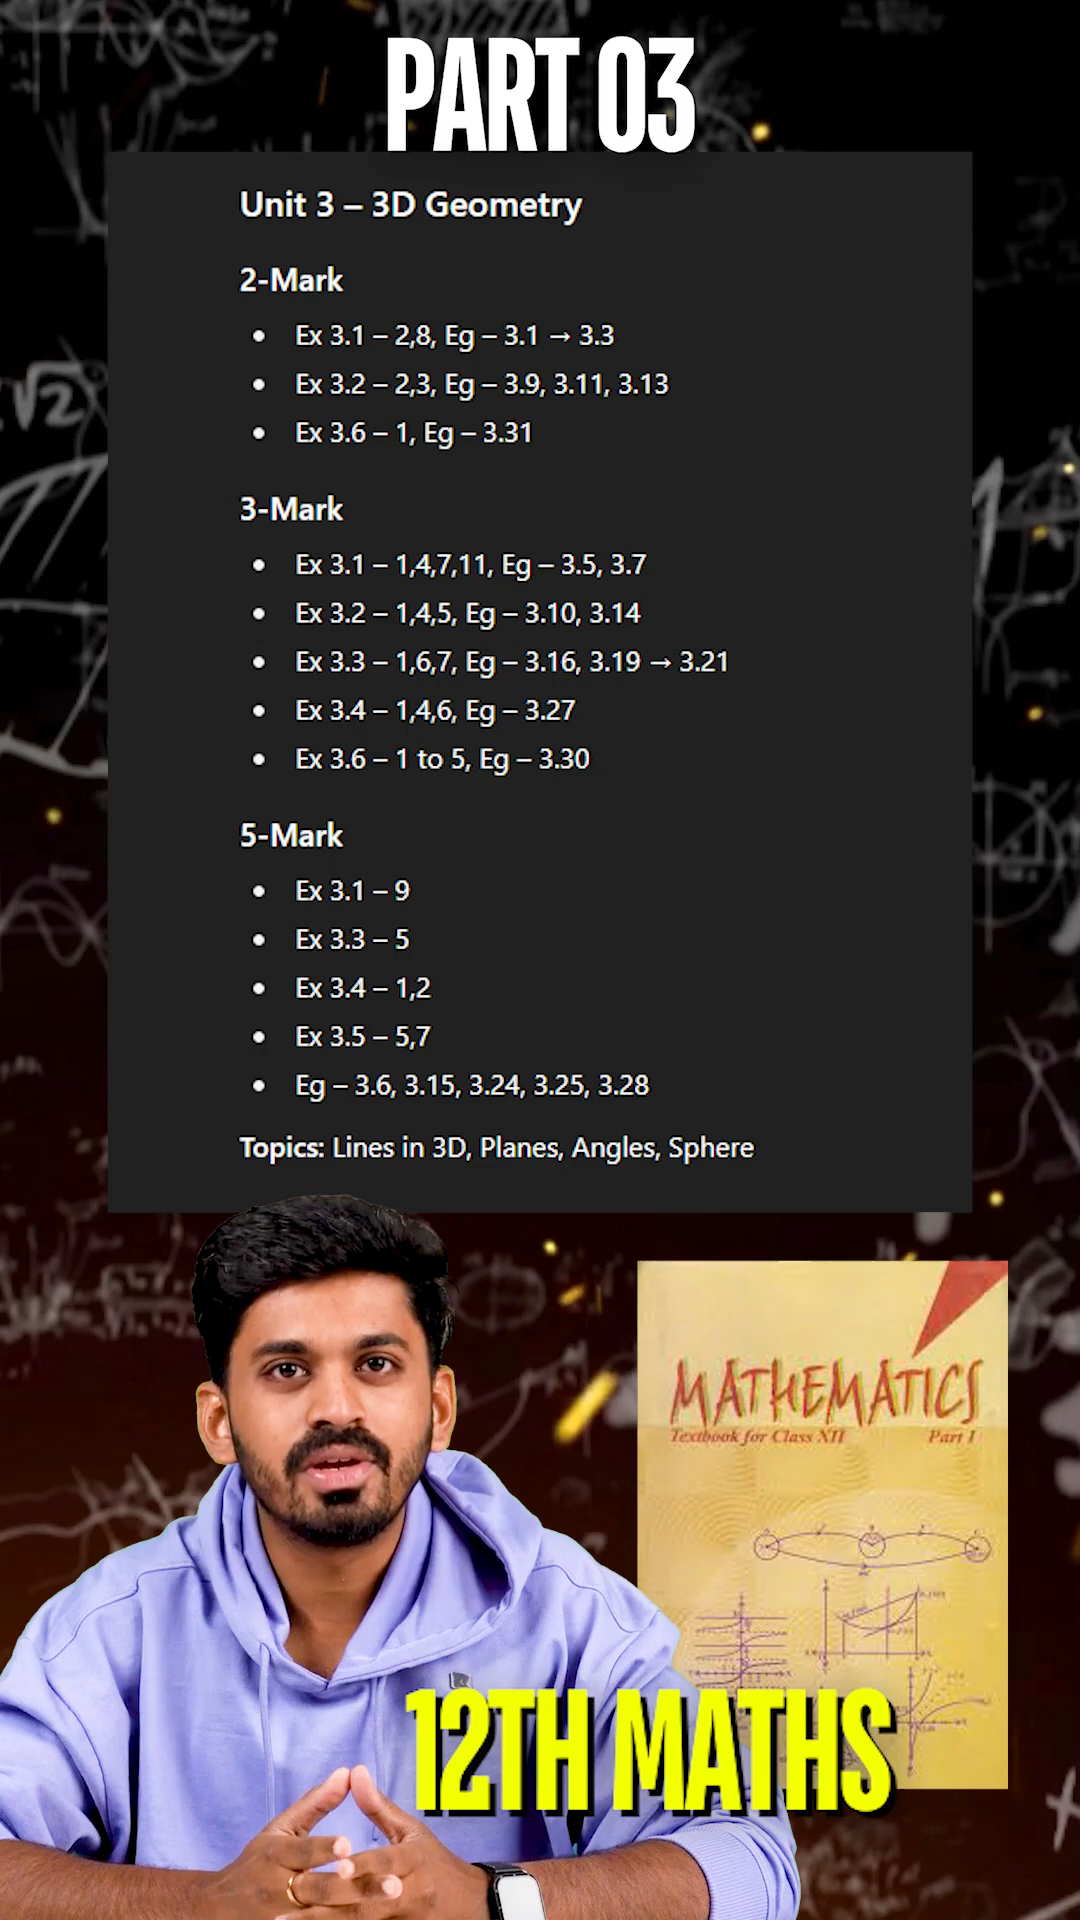 PART 03
Unit 3 – 3D Geometry
2-Mark
• Ex 3.1 – 2,8, Eg – 3.1 → 3.3
• Ex 3.2 – 2,3, Eg – 3.9, 3.11, 3.13
• Ex 3.6 – 1, Eg – 3.31
3-Mark
• Ex 3.1 – 1,4,7,11, Eg – 3.5, 3.7
• Ex 3.2 – 1,4,5, Eg – 3.10, 3.14
• Ex 3.3 – 1,6,7, Eg – 3.16, 3.19 → 3.21
• Ex 3.4 – 1,4,6, Eg – 3.27
• Ex 3.6 – 1 to 5, Eg – 3.30
5-Mark
• Ex 3.1 – 9
• Ex 3.3 – 5
• Ex 3.4 – 1,2
• Ex 3.5 – 5,7
• Eg – 3.6, 3.15, 3.24, 3.25, 3.28
Topics: Lines in 3D, Planes, Angles, Sphere
√2
MATHEMATICS
Textbook for Class XII Part I
12TH MATHS